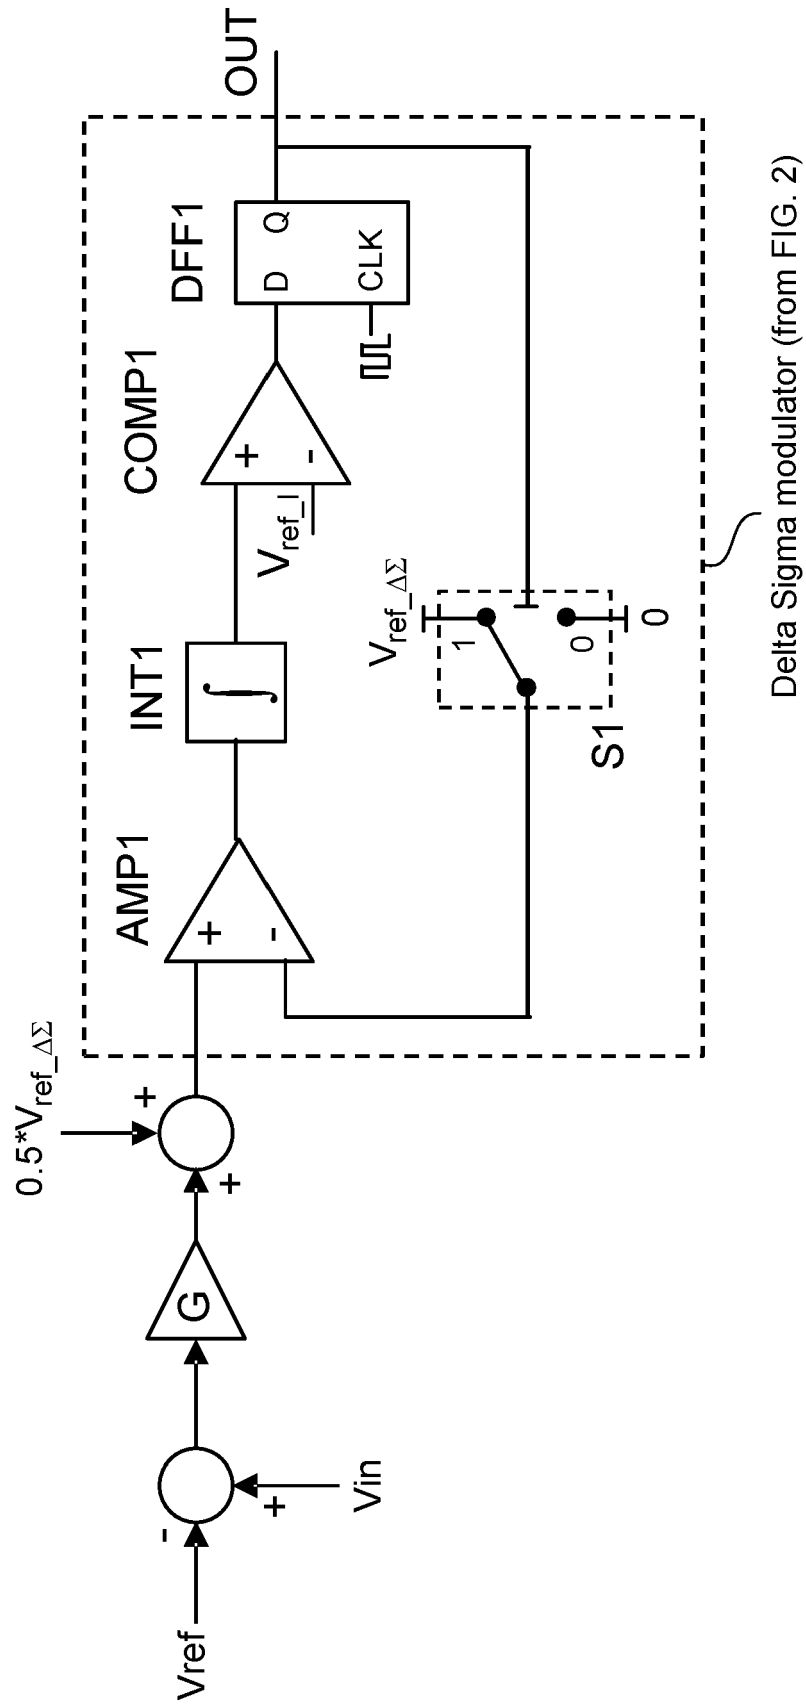 Vref
-
+
Vin
G
0.5*Vref_ΔΣ
+
+
AMP1
+
-
INT1
∫
COMP1
+
-
Vref_I
DFF1
D Q
CLK
OUT
Vref_ΔΣ
1
0
0
S1
Delta Sigma modulator (from FIG. 2)